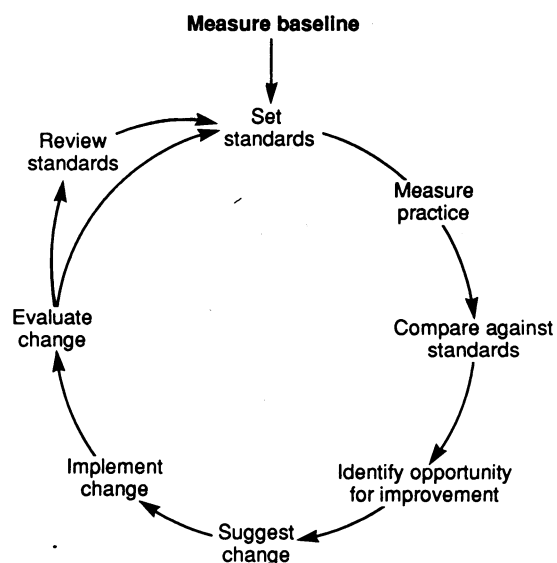 Measure baseline
Set
standards
Review
standards
Measure
practice
Evaluate
change
Compare against
standards
Implement
change
Identify opportunity
for improvement
Suggest
change